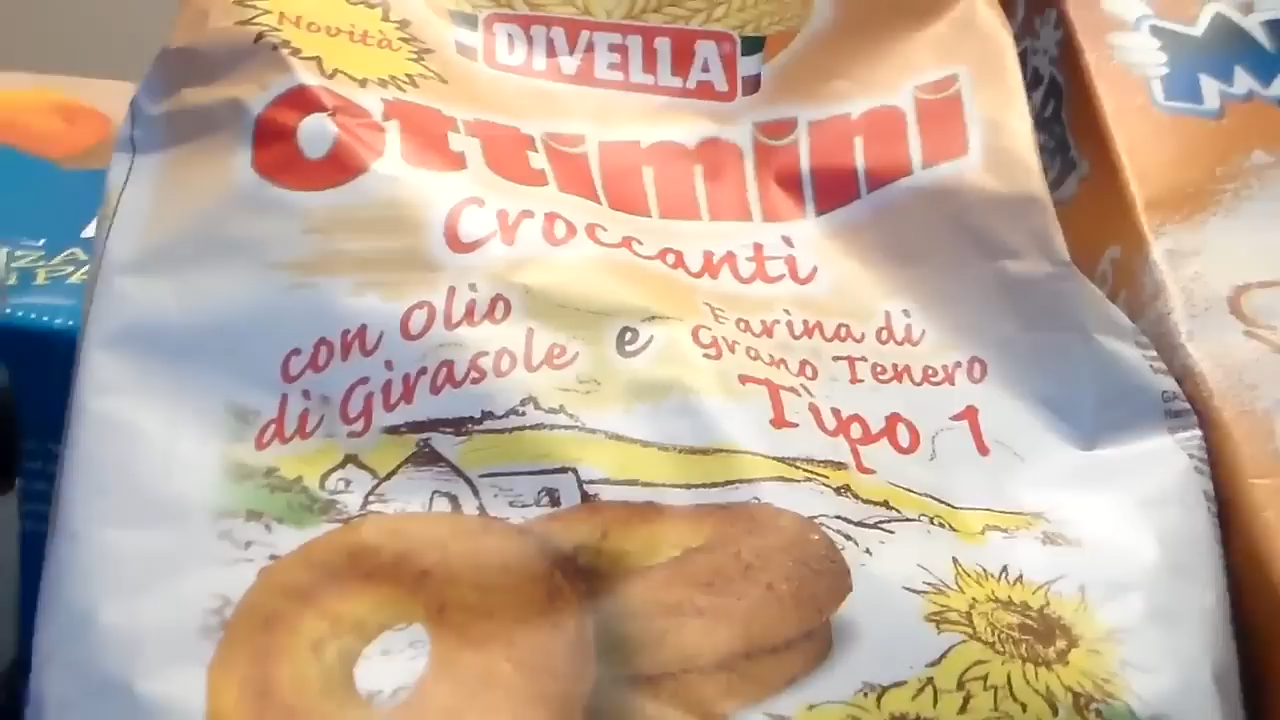 Novità
DIVELLA
Ottimini
Croccanti
con Olio
di Girasole
e
Farina di
Grano Tenero
Tipo 1